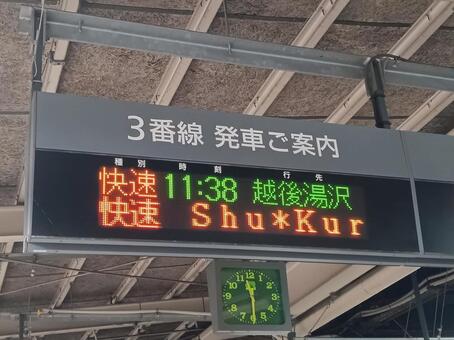 3番線 発車ご案内
種別 時刻 行先
快速 11:38 越後湯沢
快速 Shu*Kur